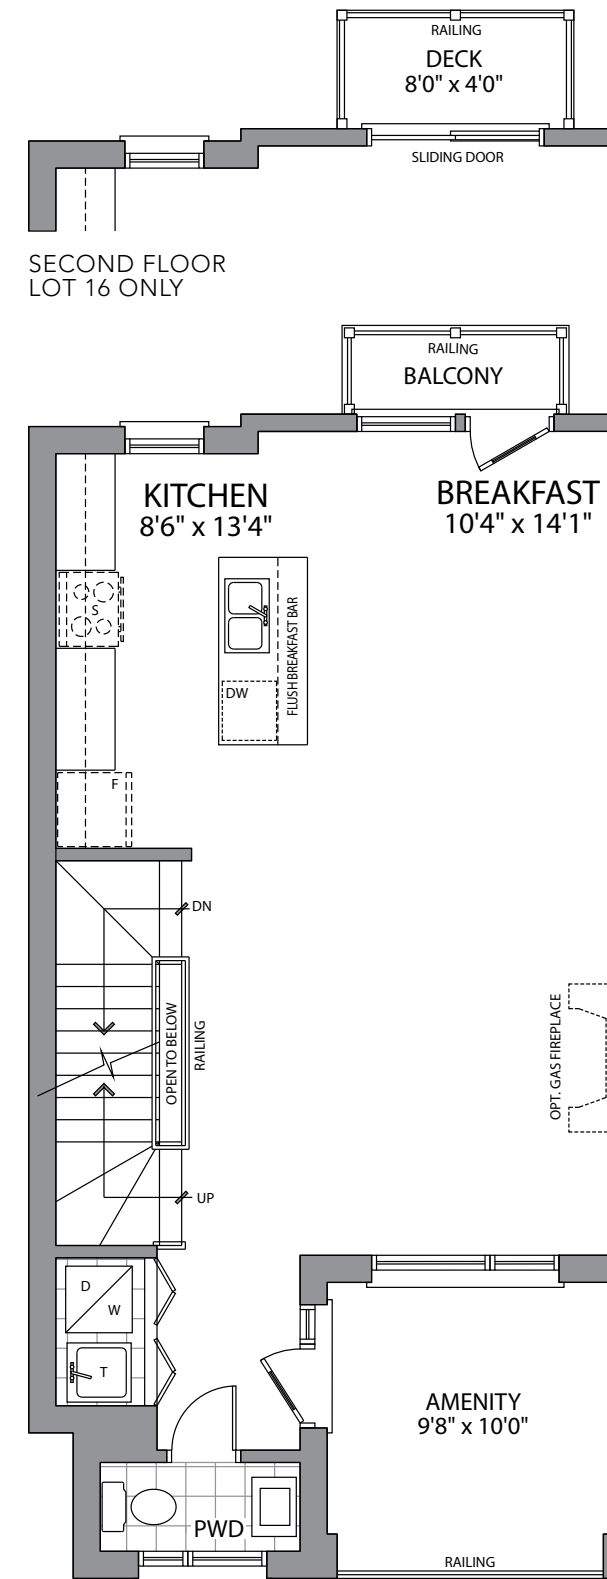 RAILING
DECK
8'0" x 4'0"
SLIDING DOOR
SECOND FLOOR
LOT 16 ONLY
RAILING
BALCONY
KITCHEN
8'6" x 13'4"
BREAKFAST
10'4" x 14'1"
S
FLUSH BREAKFAST BAR
DW
F
DN
OPEN TO BELOW
RAILING
OPT. GAS FIREPLACE
UP
D
W
T
AMENITY
9'8" x 10'0"
PWD
RAILING